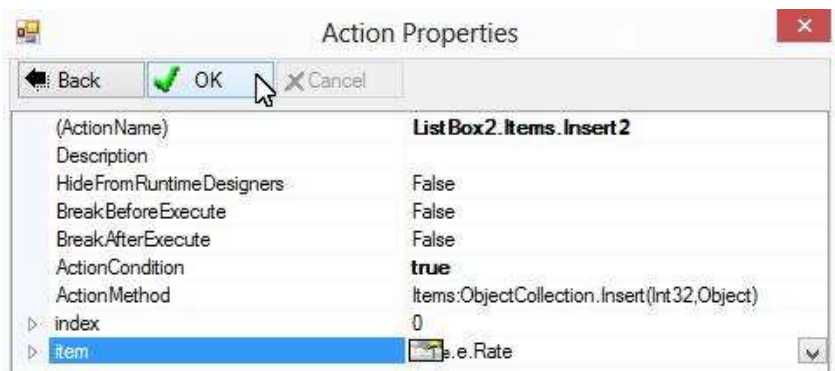 Action Properties
Back OK Cancel
(ActionName) ListBox2.Items.Insert2
Description
HideFromRuntimeDesigners False
BreakBeforeExecute False
BreakAfterExecute False
ActionCondition true
ActionMethod Items:ObjectCollection.Insert(Int32,Object)
index 0
item e.e.Rate